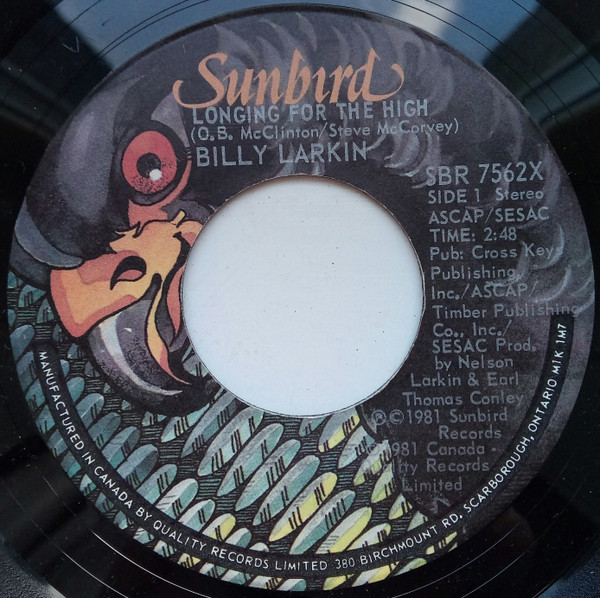 Sunbird
LONGING FOR THE HIGH
(O. B. McClinton/Steve McCorvey)
BILLY LARKIN
SBR 7562X
SIDE 1 Stereo
ASCAP/SESAC
TIME: 2:48
Pub: Cross Keys
Publishing,
Inc./ASCAP/
Timber Publishing
Co., Inc./
SESAC Prod.
by Nelson
Larkin & Earl
Thomas Conley
℗©1981 Sunbird
Records
1981 Canada -
Quality Records
Limited
MANUFACTURED IN CANADA BY QUALITY RECORDS LIMITED 380 BIRCHMOUNT RD. SCARBOROUGH, ONTARIO M1K 1M7